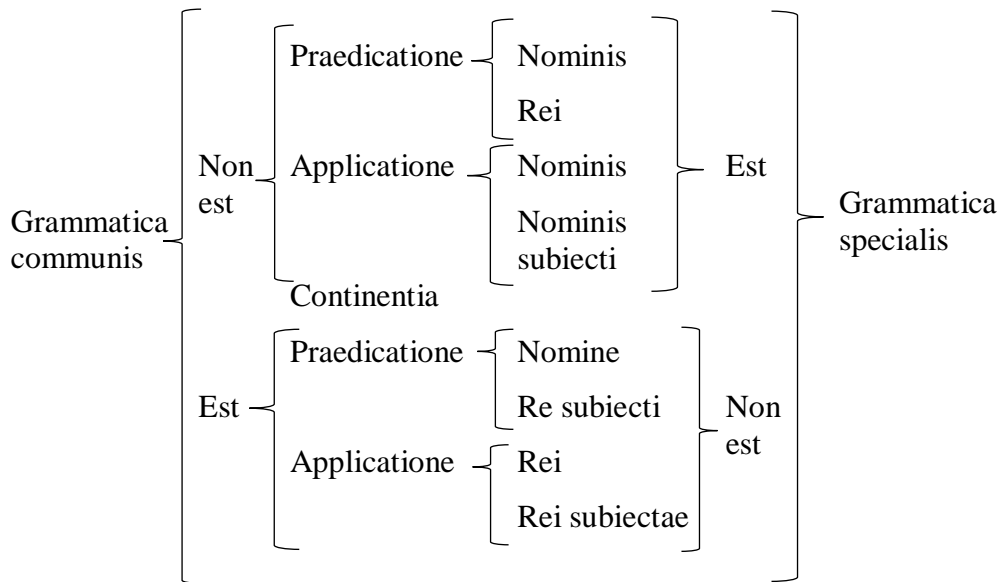 Praedicatione Nominis
Rei
Non
est
Applicatione Nominis
Est
Nominis
subiecti
Grammatica
communis
Grammatica
specialis
Continentia
Praedicatione Nomine
Est
Re subiecti
Non
est
Applicatione Rei
Rei subiectae